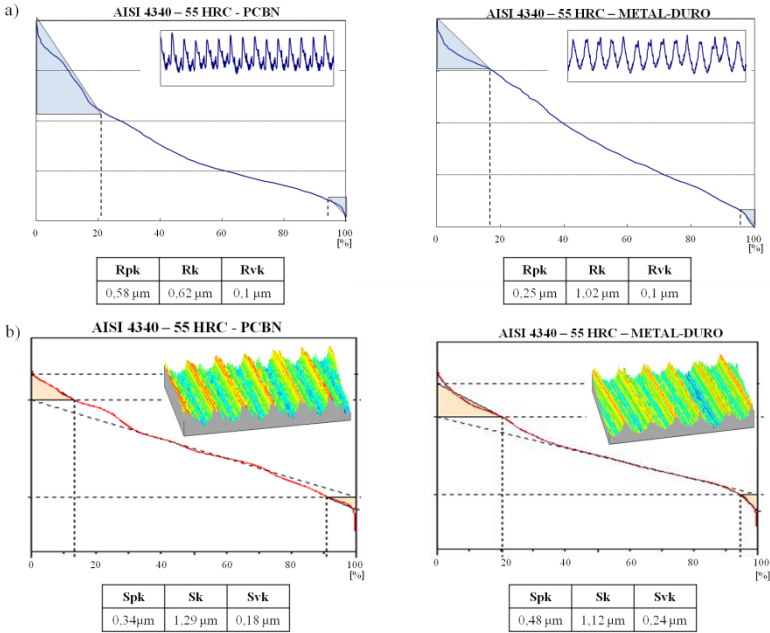 a)
AISI 4340 – 55 HRC - PCBN
0 20 40 60 80 100
[%]
Rpk Rk Rvk
0,58 µm 0,62 µm 0,1 µm
AISI 4340 – 55 HRC – METAL-DURO
0 20 40 60 80 100
[%]
Rpk Rk Rvk
0,25 µm 1,02 µm 0,1 µm
b)
AISI 4340 – 55 HRC - PCBN
0 20 40 60 80 100
[%]
Spk Sk Svk
0,34µm 1,29 µm 0,18 µm
AISI 4340 – 55 HRC – METAL-DURO
0 20 40 60 80 100
[%]
Spk Sk Svk
0,48 µm 1,12 µm 0,24 µm